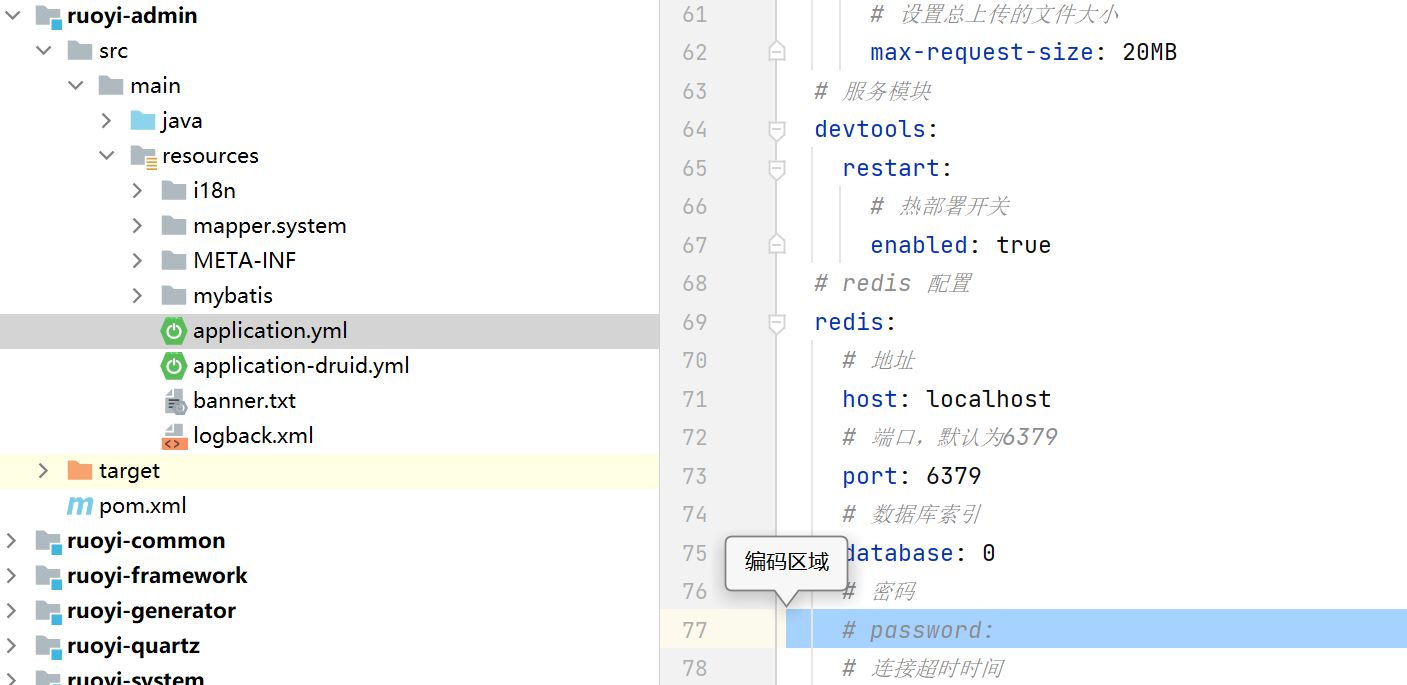 ruoyi-admin
src
main
java
resources
i18n
mapper.system
META-INF
mybatis
application.yml
application-druid.yml
banner.txt
logback.xml
target
pom.xml
ruoyi-common
ruoyi-framework
ruoyi-generator
ruoyi-quartz
ruoyi-system
61 # 设置总上传的文件大小
62 max-request-size: 20MB
63 # 服务模块
64 devtools:
65 restart:
66 # 热部署开关
67 enabled: true
68 # redis 配置
69 redis:
70 # 地址
71 host: localhost
72 # 端口，默认为6379
73 port: 6379
74 # 数据库索引
75 database: 0
编码区域
76 # 密码
77 # password:
78 # 连接超时时间